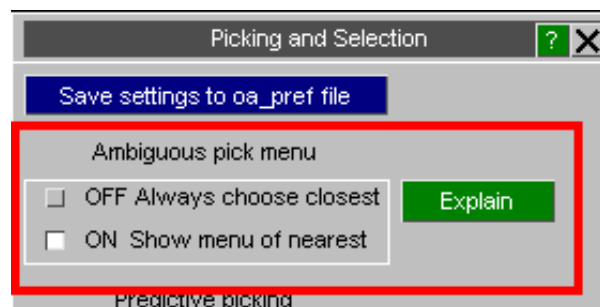 Picking and Selection ?
Save settings to oa_pref file
Ambiguous pick menu
OFF Always choose closest
Explain
ON Show menu of nearest
Predictive picking